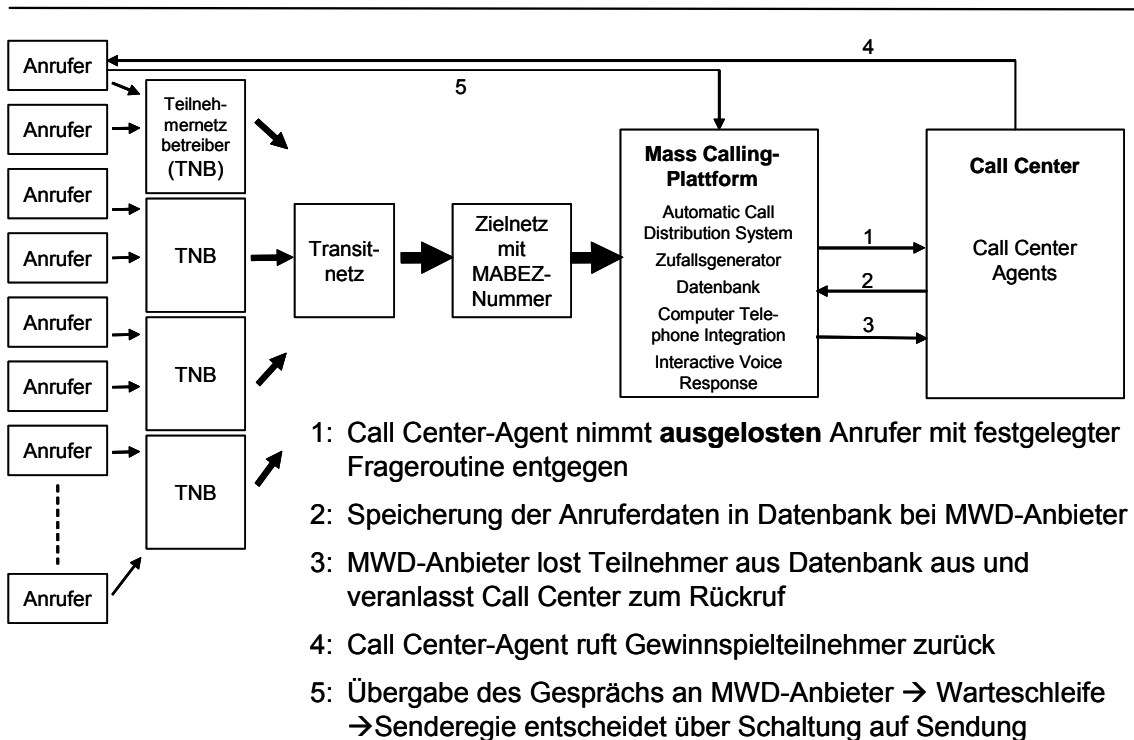 4
Anrufer
5
Anrufer
Anrufer
Anrufer
Anrufer
Anrufer
Anrufer
Anrufer
Teilneh-
mernetz
betreiber
(TNB)
TNB
TNB
TNB
Transit-
netz
Zielnetz
mit
MABEZ-
Nummer
Mass Calling-
Plattform
Automatic Call
Distribution System
Zufallsgenerator
Datenbank
Computer Tele-
phone Integration
Interactive Voice
Response
1
2
3
Call Center
Call Center
Agents
1: Call Center-Agent nimmt ausgelosten Anrufer mit festgelegter
Frageroutine entgegen
2: Speicherung der Anruferdaten in Datenbank bei MWD-Anbieter
3: MWD-Anbieter lost Teilnehmer aus Datenbank aus und
veranlasst Call Center zum Rückruf
4: Call Center-Agent ruft Gewinnspielteilnehmer zurück
5: Übergabe des Gesprächs an MWD-Anbieter → Warteschleife
→Senderegie entscheidet über Schaltung auf Sendung